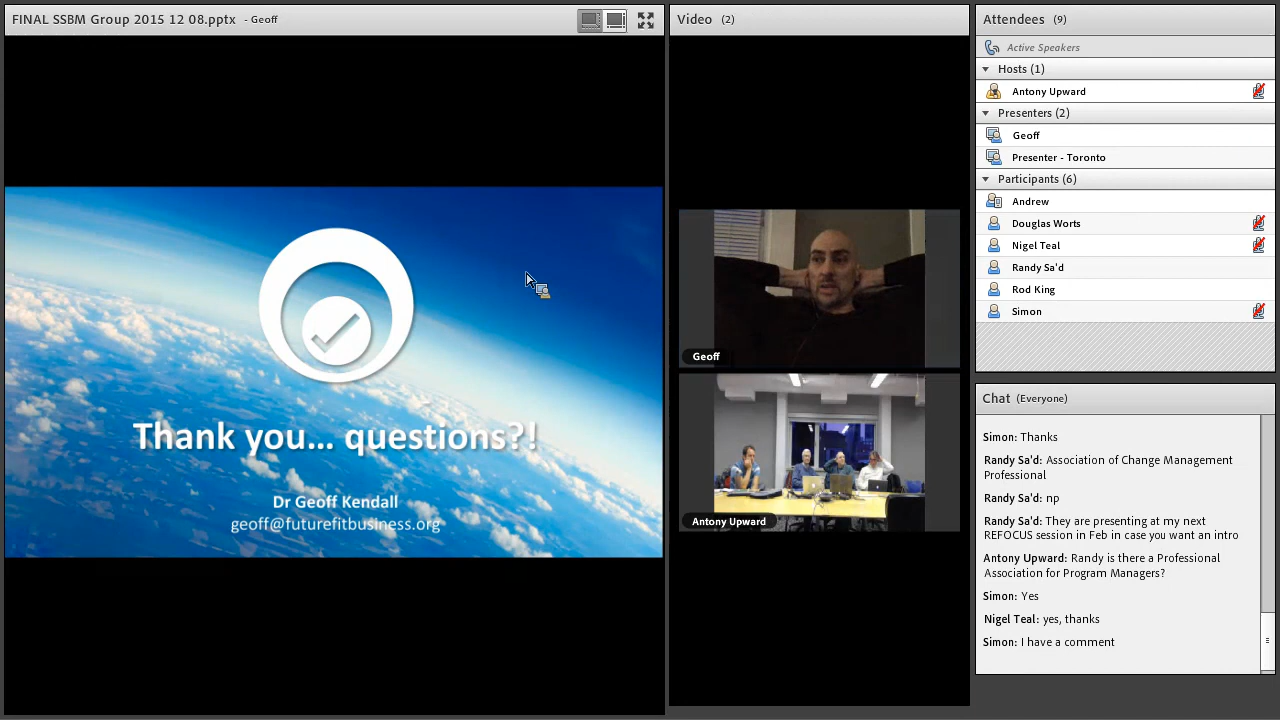 FINAL SSBM Group 2015 12 08.pptx - Geoff
Thank you... questions?!
Dr Geoff Kendall
geoff@futurefitbusiness.org
Video (2)
Geoff
Antony Upward
Attendees (9)
Active Speakers
Hosts (1)
Antony Upward
Presenters (2)
Geoff
Presenter - Toronto
Participants (6)
Andrew
Douglas Worts
Nigel Teal
Randy Sa'd
Rod King
Simon
Chat (Everyone)
Simon: Thanks
Randy Sa'd: Association of Change Management
Professional
Randy Sa'd: np
Randy Sa'd: They are presenting at my next
REFOCUS session in Feb in case you want an intro
Antony Upward: Randy is there a Professional
Association for Program Managers?
Simon: Yes
Nigel Teal: yes, thanks
Simon: I have a comment